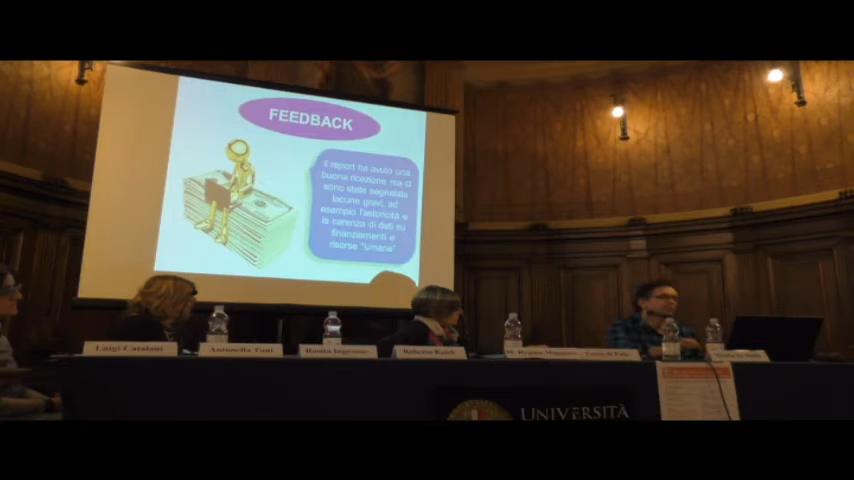 FEEDBACK
Il report ha avuto una
buona ricezione ma ci
sono state segnalate
lacune gravi, ad
esempio l'astoricità e
la carenza di dati su
finanziamenti e
risorse "umane"
Luigi Catalani
Antonella Toni
Rosita Ingrosso
Roberto Raieli
UNIVERSITÀ